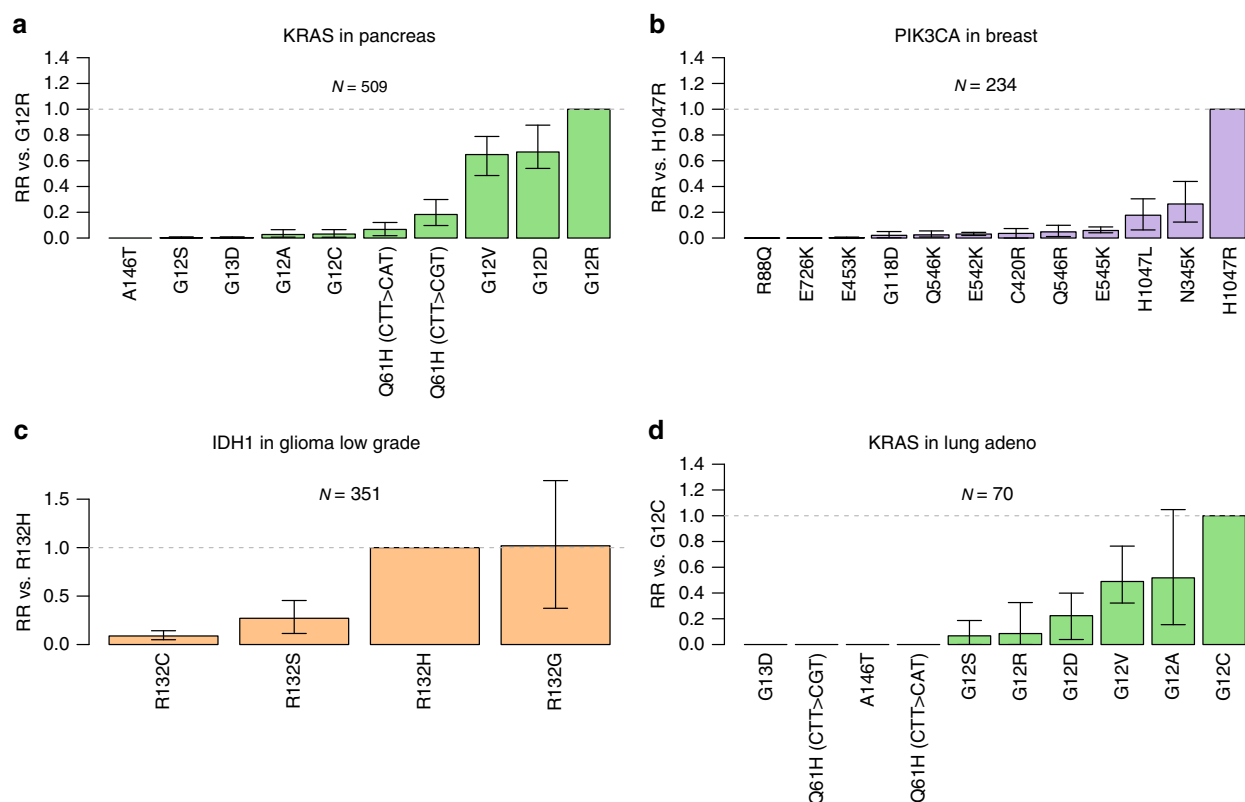 a
KRAS in pancreas
N = 509
RR vs. G12R
1.4
1.2
1.0
0.8
0.6
0.4
0.2
0.0
A146T
G12S
G13D
G12A
G12C
Q61H (CTT>CAT)
Q61H (CTT>CGT)
G12V
G12D
G12R
b
PIK3CA in breast
N = 234
RR vs. H1047R
1.4
1.2
1.0
0.8
0.6
0.4
0.2
0.0
R88Q
E726K
E453K
G118D
Q546K
E542K
C420R
Q546R
E545K
H1047L
N345K
H1047R
c
IDH1 in glioma low grade
N = 351
RR vs. R132H
1.5
1.0
0.5
0.0
R132C
R132S
R132H
R132G
d
KRAS in lung adeno
N = 70
RR vs. G12C
1.4
1.2
1.0
0.8
0.6
0.4
0.2
0.0
G13D
Q61H (CTT>CGT)
A146T
Q61H (CTT>CAT)
G12S
G12R
G12D
G12V
G12A
G12C